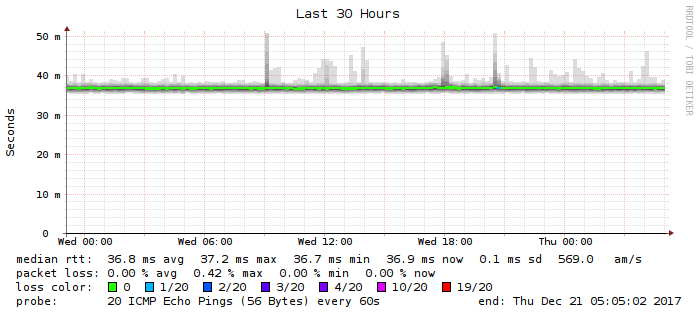 Last 30 Hours
RRDTOOL / TOBI OETIKER
Seconds
50 m
40 m
30 m
20 m
10 m
0
Wed 00:00 Wed 06:00 Wed 12:00 Wed 18:00 Thu 00:00
median rtt: 36.8 ms avg 37.2 ms max 36.7 ms min 36.9 ms now 0.1 ms sd 569.0 am/s
packet loss: 0.00 % avg 0.42 % max 0.00 % min 0.00 % now
loss color: 0 1/20 2/20 3/20 4/20 10/20 19/20
probe: 20 ICMP Echo Pings (56 Bytes) every 60s end: Thu Dec 21 05:05:02 2017